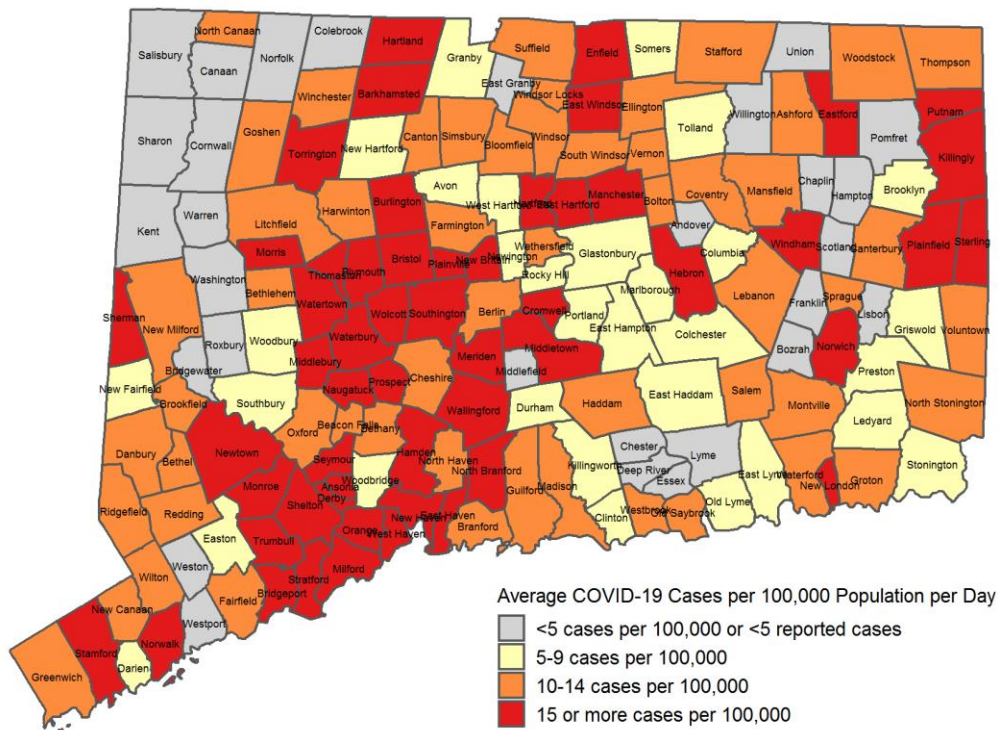 North Canaan
Colebrook
Hartland
Suffield
Enfield
Somers
Stafford
Union
Woodstock
Thompson
Salisbury
Canaan
Norfolk
Granby
East Granby
Windsor Locks
Winchester
Barkhamsted
East Windsor
Ellington
Willington
Ashford
Eastford
Putnam
Pomfret
Sharon
Cornwall
Goshen
Torrington
New Hartford
Canton
Simsbury
Bloomfield
Windsor
South Windsor
Vernon
Tolland
Killingly
Kent
Warren
Litchfield
Harwinton
Burlington
Avon
West Hartford
Hartford
East Hartford
Manchester
Bolton
Coventry
Mansfield
Chaplin
Hampton
Brooklyn
Farmington
Andover
Washington
Morris
Thomaston
Plymouth
Bristol
Plainville
New Britain
Newington
Wethersfield
Glastonbury
Rocky Hill
Hebron
Columbia
Windham
Scotland
Canterbury
Plainfield
Sterling
Sherman
New Milford
Bethlehem
Watertown
Wolcott
Southington
Berlin
Cromwell
Portland
Marlborough
East Hampton
Colchester
Lebanon
Franklin
Sprague
Lisbon
Griswold
Voluntown
Roxbury
Woodbury
Waterbury
Middlebury
Bridgewater
Meriden
Middletown
Middlefield
Bozrah
Norwich
Preston
New Fairfield
Brookfield
Southbury
Naugatuck
Prospect
Cheshire
Wallingford
Durham
Haddam
East Haddam
Salem
Montville
Ledyard
North Stonington
Danbury
Bethel
Newtown
Oxford
Beacon Falls
Bethany
Hamden
North Haven
North Branford
Guilford
Madison
Killingworth
Chester
Deep River
Essex
Lyme
East Lyme
Waterford
New London
Groton
Stonington
Ridgefield
Redding
Monroe
Seymour
Ansonia
Derby
Woodbridge
Shelton
Orange
New Haven
West Haven
East Haven
Branford
Clinton
Westbrook
Old Saybrook
Old Lyme
Easton
Trumbull
Milford
Stratford
Bridgeport
Weston
Wilton
Fairfield
Westport
New Canaan
Norwalk
Stamford
Darien
Greenwich
Average COVID-19 Cases per 100,000 Population per Day
<5 cases per 100,000 or <5 reported cases
5-9 cases per 100,000
10-14 cases per 100,000
15 or more cases per 100,000